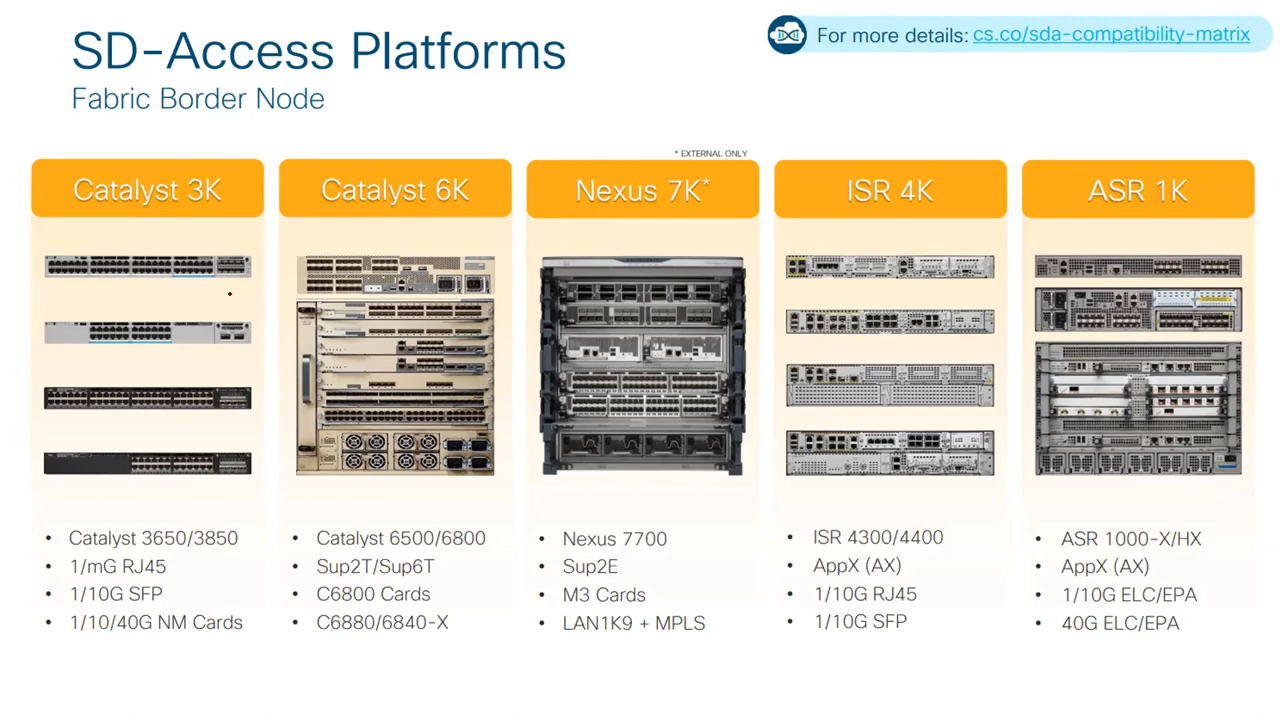 SD-Access Platforms
Fabric Border Node
For more details: cs.co/sda-compatibility-matrix
* EXTERNAL ONLY
Catalyst 3K
Catalyst 6K
Nexus 7K*
ISR 4K
ASR 1K
• Catalyst 3650/3850
• 1/mG RJ45
• 1/10G SFP
• 1/10/40G NM Cards
• Catalyst 6500/6800
• Sup2T/Sup6T
• C6800 Cards
• C6880/6840-X
• Nexus 7700
• Sup2E
• M3 Cards
• LAN1K9 + MPLS
• ISR 4300/4400
• AppX (AX)
• 1/10G RJ45
• 1/10G SFP
• ASR 1000-X/HX
• AppX (AX)
• 1/10G ELC/EPA
• 40G ELC/EPA